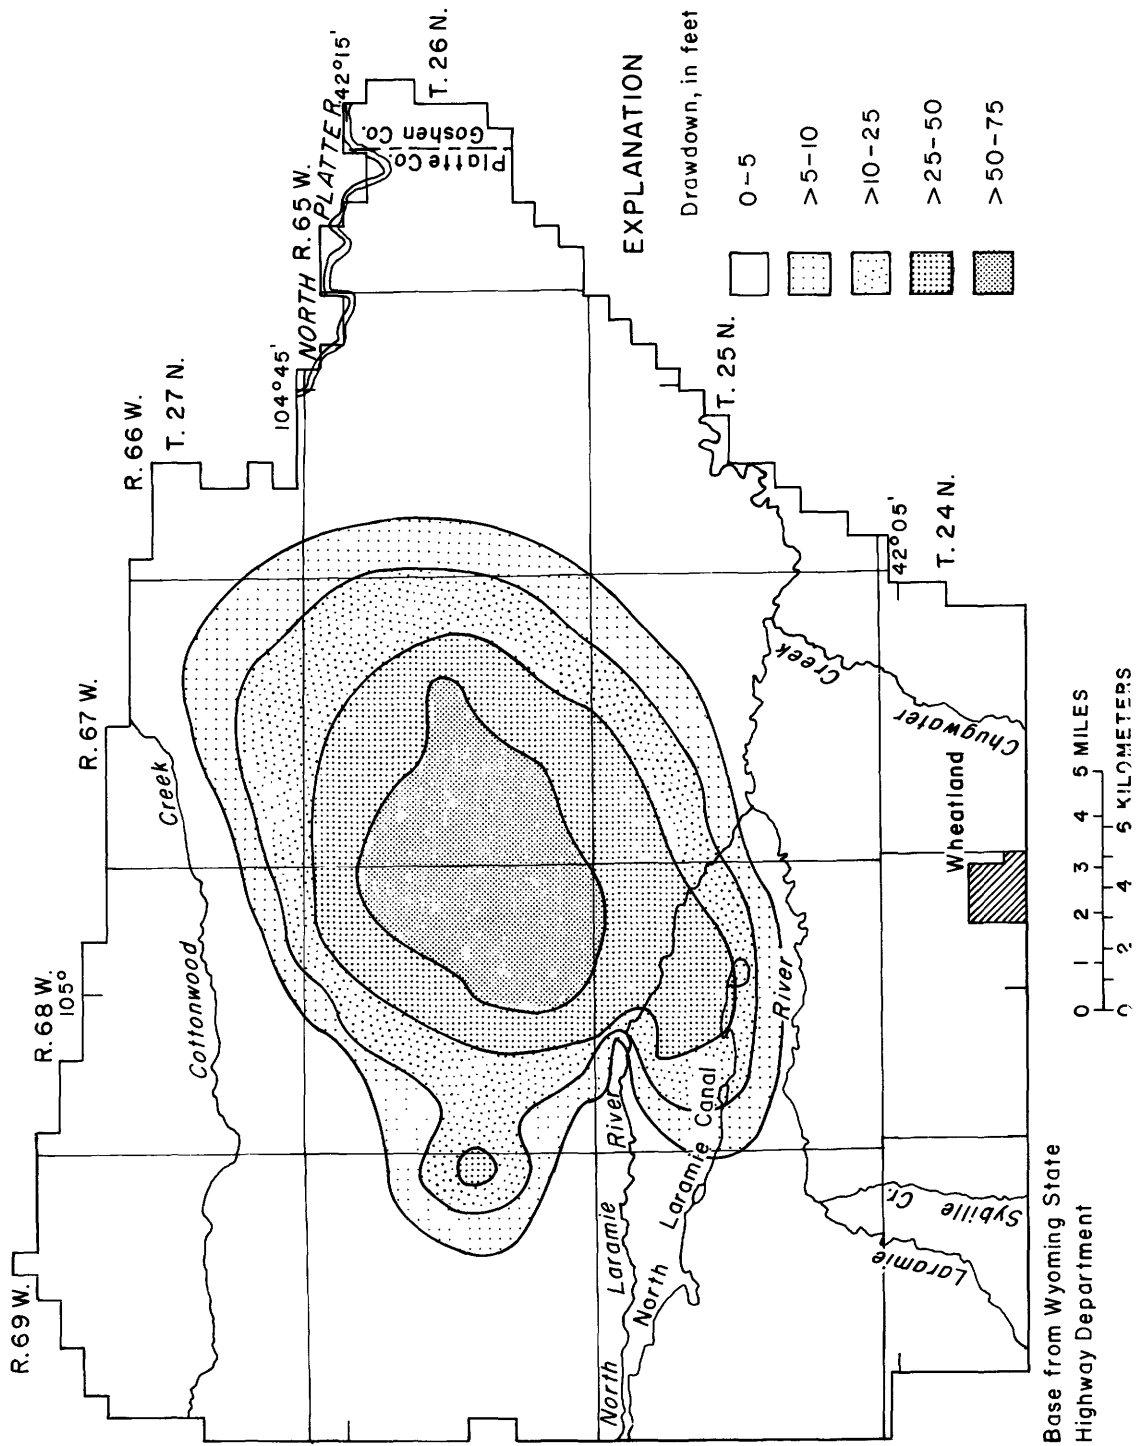 R. 69 W.
R. 68 W.
105°
R. 67 W.
R. 66 W.
T. 27 N.
104°45'
R. 65 W.
NORTH PLATTE R.
42°15'
T. 26 N.
Platte Co.
Goshen Co.
Cottonwood Creek
T. 25 N.
North Laramie River
North Laramie Canal
River
Creek
Chugwater
42°05'
T. 24 N.
Sybille Cr.
Laramie
Wheatland
EXPLANATION
Drawdown, in feet
0-5
>5-10
>10-25
>25-50
>50-75
0 1 2 3 4 5 MILES
0 2 4 6 KILOMETERS
Base from Wyoming State
Highway Department